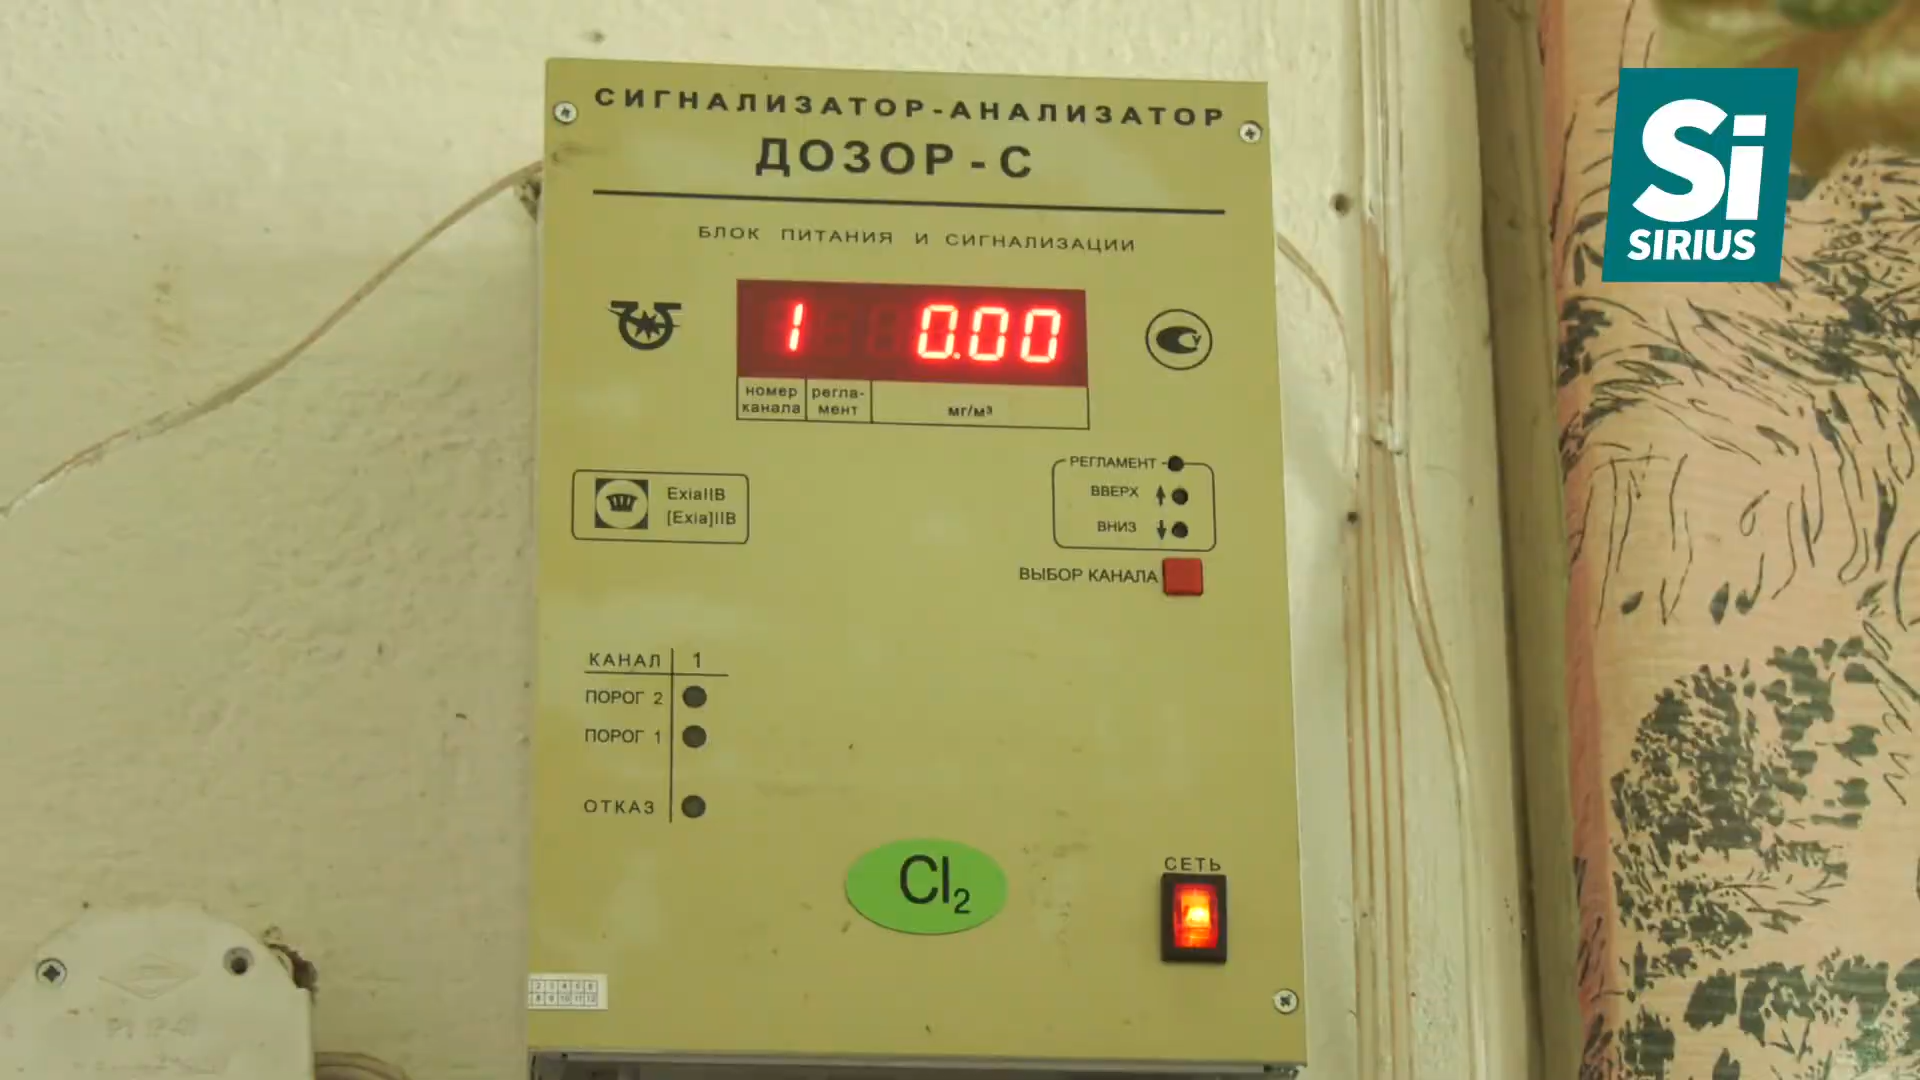 СИГНАЛИЗАТОР-АНАЛИЗАТОР
ДОЗОР-С
БЛОК ПИТАНИЯ И СИГНАЛИЗАЦИИ
1 0.00
номер канала
регла-мент
мг/м³
ExiaIIB
[Exia]IIB
РЕГЛАМЕНТ
ВВЕРХ
ВНИЗ
ВЫБОР КАНАЛА
КАНАЛ 1
ПОРОГ 2
ПОРОГ 1
ОТКАЗ
Cl₂
СЕТЬ
Si
SIRIUS